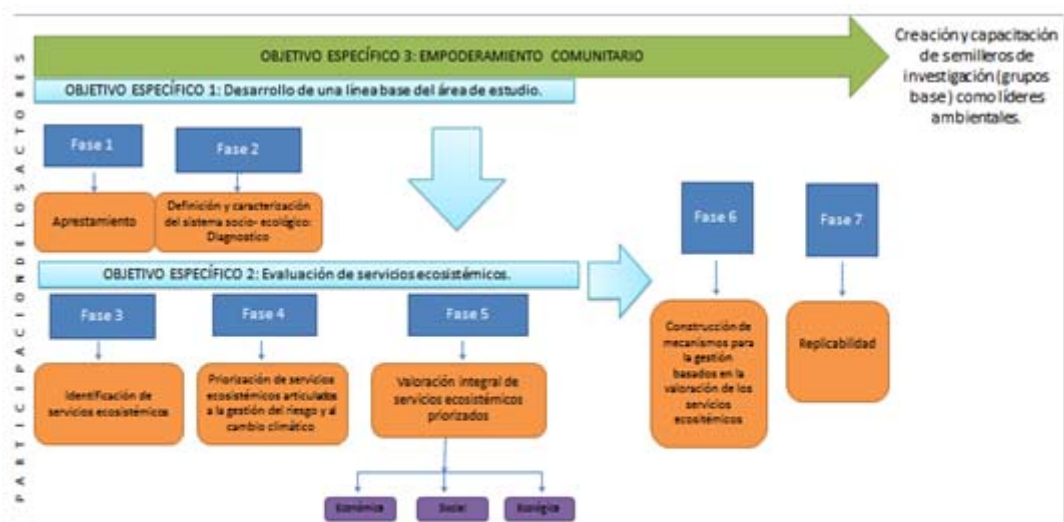 PARTICIPACION DE LOS ACTORES
OBJETIVO ESPECÍFICO 3: EMPODERAMIENTO COMUNITARIO
Creación y capacitación
de semilleros de
investigación (grupos
base) como líderes
ambientales.
OBJETIVO ESPECÍFICO 1: Desarrollo de una línea base del área de estudio.
Fase 1
Fase 2
Aprestamiento
Definición y caracterización
del sistema socio- ecológico:
Diagnostico
Fase 6
Fase 7
OBJETIVO ESPECÍFICO 2: Evaluación de servicios ecosistémicos.
Fase 3
Fase 4
Fase 5
Identificación de
servicios ecosistémicos
Priorización de servicios
ecosistémicos articulados
a la gestión del riesgo y al
cambio climático
Valoración integral de
servicios ecosistémicos
priorizados
Construcción de
mecanismos para
la gestión
basados en la
valoración de los
servicios
ecositémicos
Replicabilidad
Económica
Social
Ecológica